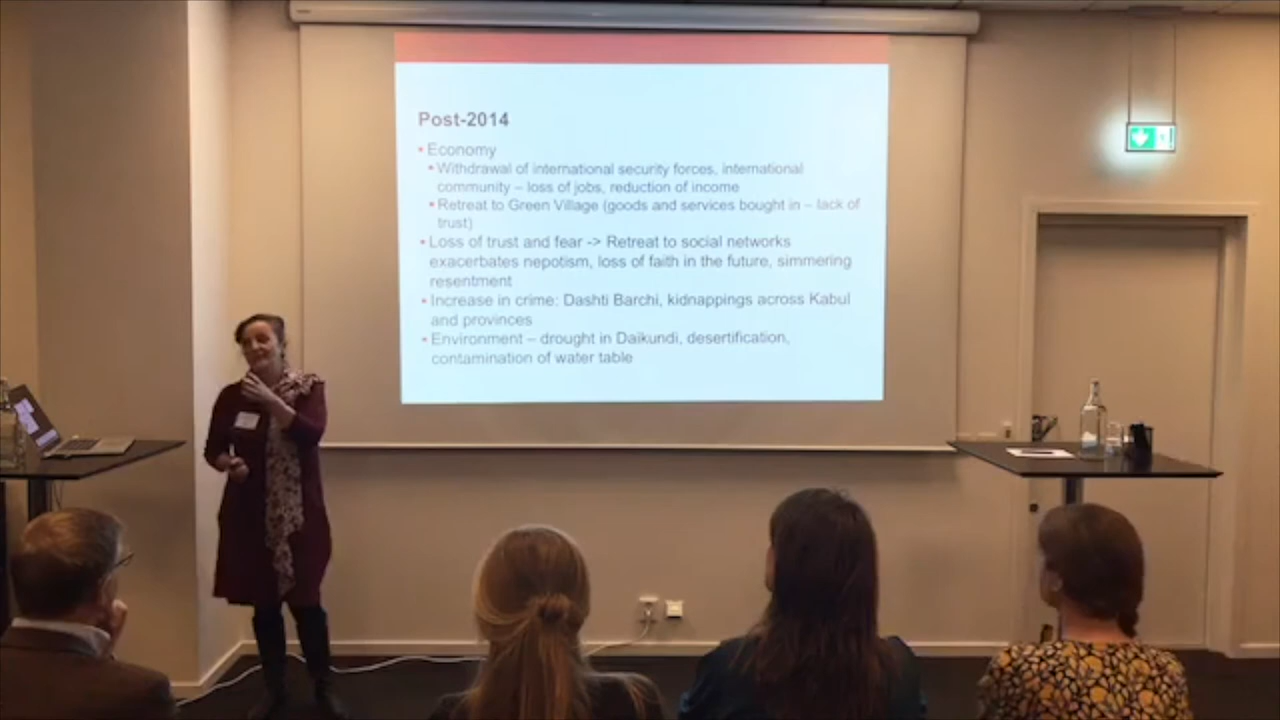 Post-2014
• Economy
• Withdrawal of international security forces, international
community – loss of jobs, reduction of income
• Retreat to Green Village (goods and services bought in – lack of
trust)
• Loss of trust and fear -> Retreat to social networks
exacerbates nepotism, loss of faith in the future, simmering
resentment
• Increase in crime: Dashti Barchi, kidnappings across Kabul
and provinces
• Environment – drought in Daikundi, desertification,
contamination of water table